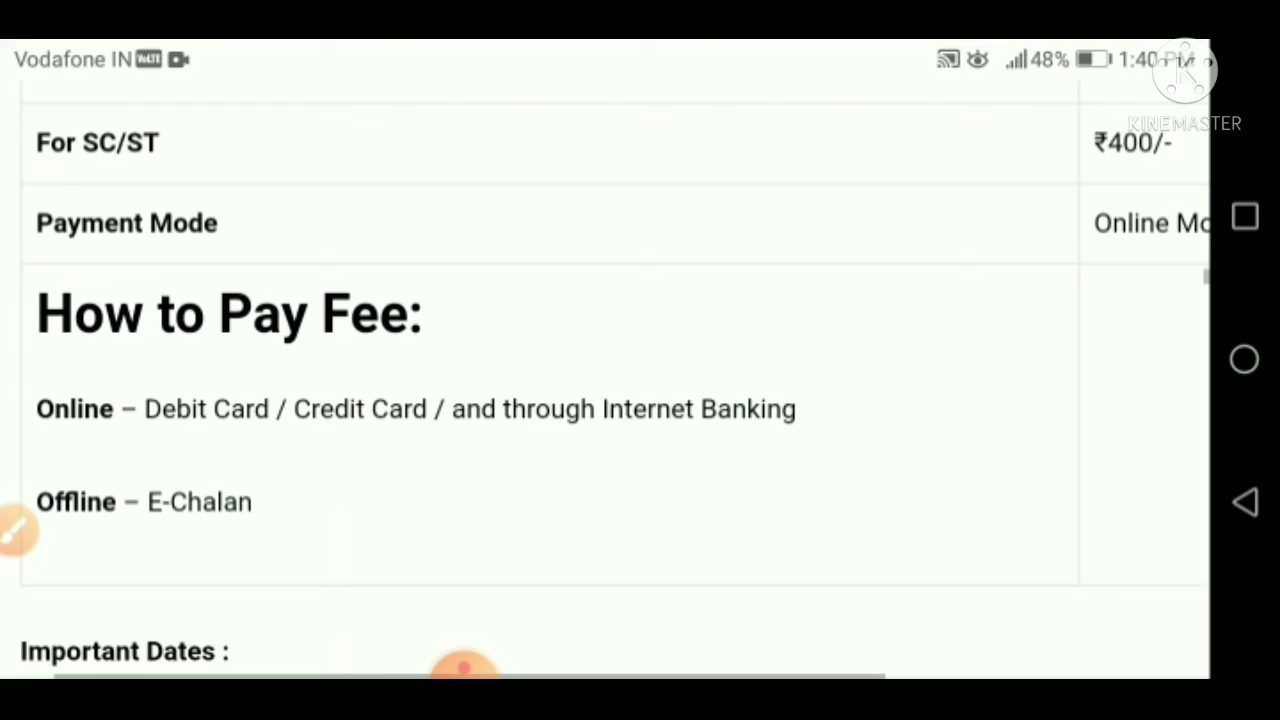 Vodafone IN VoLTE 48% 1:40 PM
K
KINEMASTER
For SC/ST ₹400/-
Payment Mode Online Mo
How to Pay Fee:
Online – Debit Card / Credit Card / and through Internet Banking
Offline – E-Chalan
Important Dates :